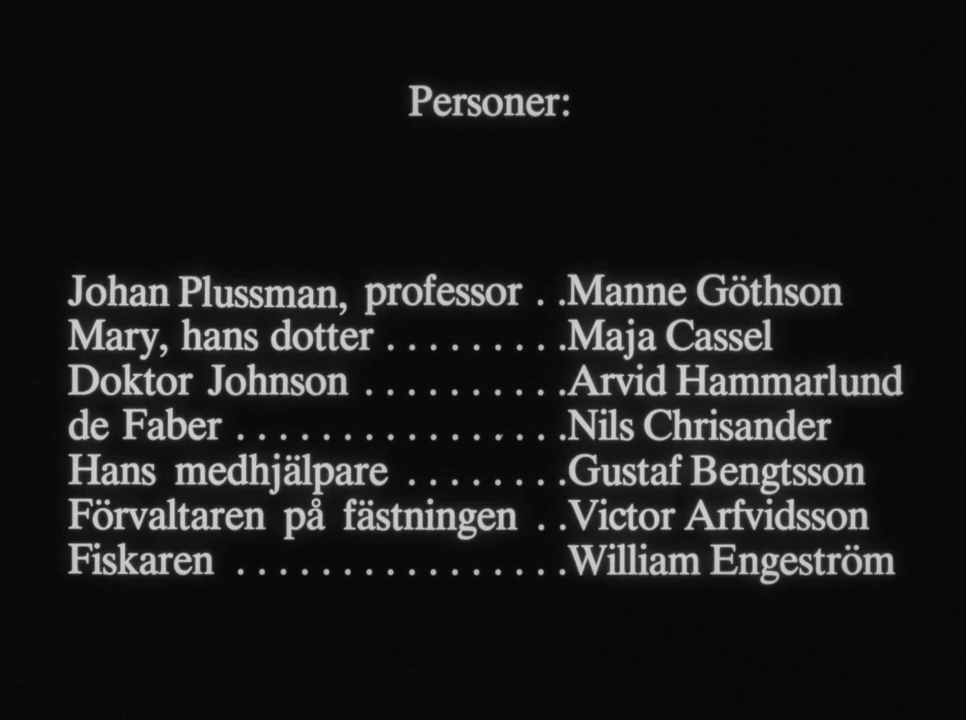 Personer:
Johan Plussman, professor . .Manne Göthson
Mary, hans dotter . . . . . . . . .Maja Cassel
Doktor Johnson . . . . . . . . . .Arvid Hammarlund
de Faber . . . . . . . . . . . . . . . .Nils Chrisander
Hans medhjälpare . . . . . . . .Gustaf Bengtsson
Förvaltaren på fästningen . .Victor Arfvidsson
Fiskaren . . . . . . . . . . . . . . . .William Engeström